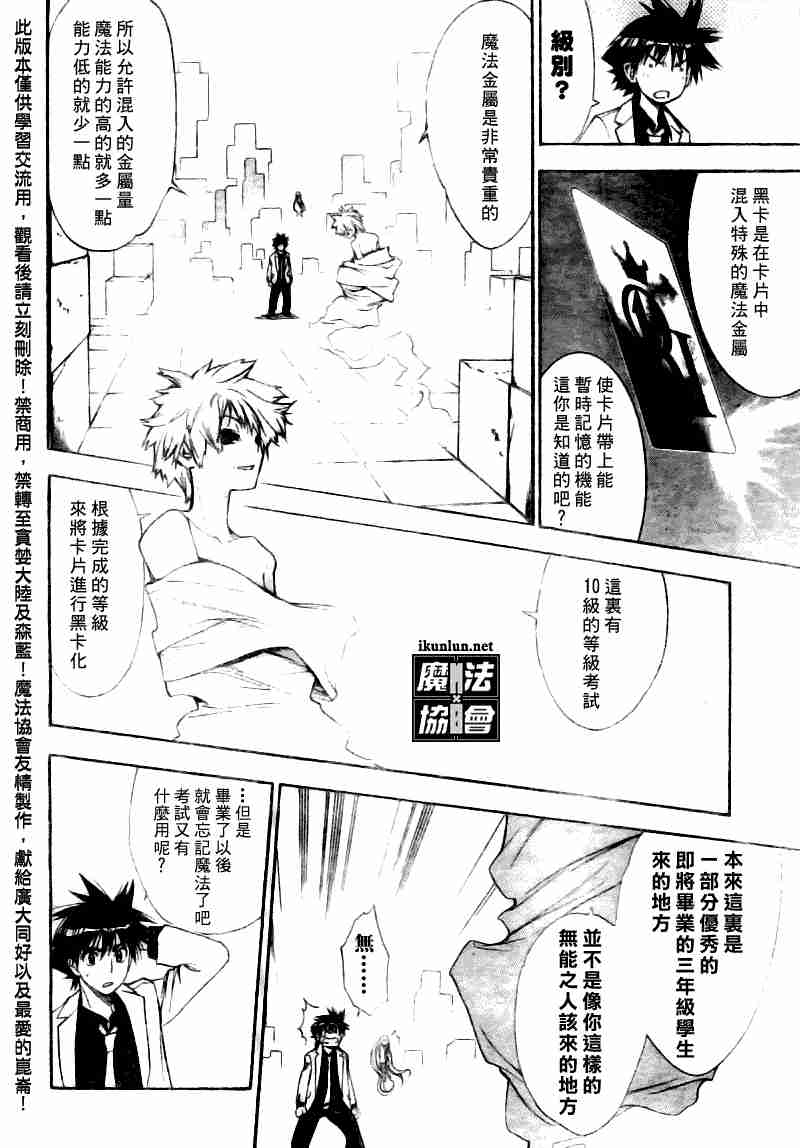 級別？
黑卡是在卡片中
混入特殊的魔法金屬
使卡片帶上能
暫時記憶的機能
這你是知道的吧？
魔法金屬是非常貴重的
所以允許混入的金屬量
魔法能力的高的就多一點
能力低的就少一點
這裏有
10級的等級考試
根據完成的等級
來將卡片進行黑卡化
ikunlun.net
魔法
協會
本來這裏是
一部分優秀的
即將畢業的三年級學生
來的地方
並不是像你這樣的
無能之人該來的地方
無……
…但是
畢業了以後
就會忘記魔法了吧
考試又有
什麼用呢？
此版本僅供學習交流用，觀看後請立刻刪除！禁商用，禁轉至貪婪大陸及森藍！魔法協會友情製作，獻給廣大同好以及最愛的崑崙！